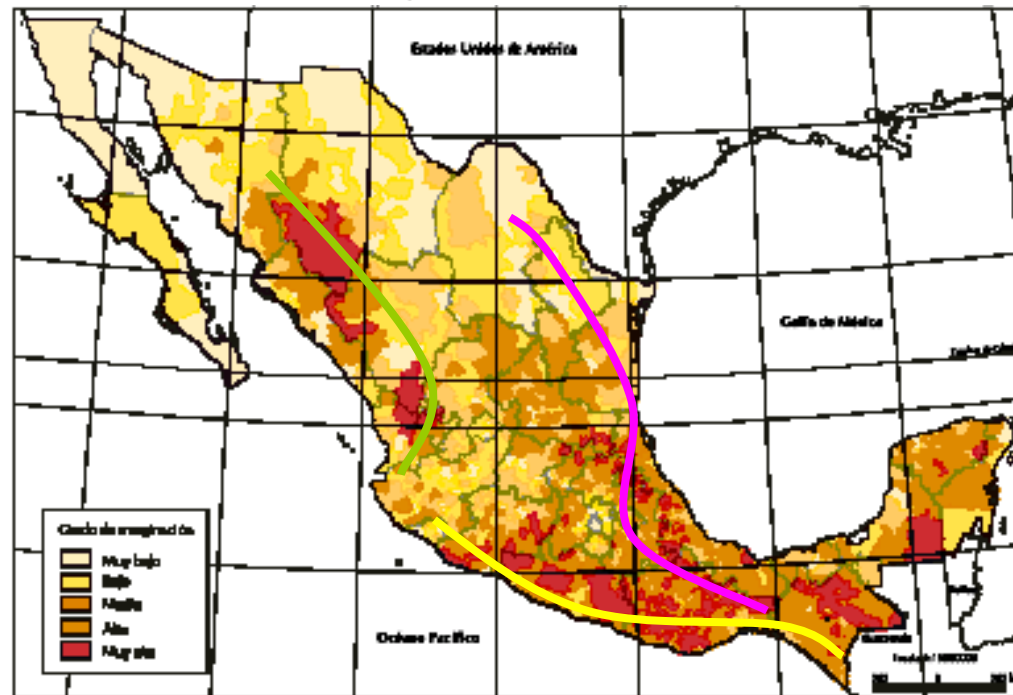 Estados Unidos de América
Golfo de México
Grado de marginación
Muy bajo
Bajo
Medio
Alto
Muy alto
Océano Pacífico
Guatemala